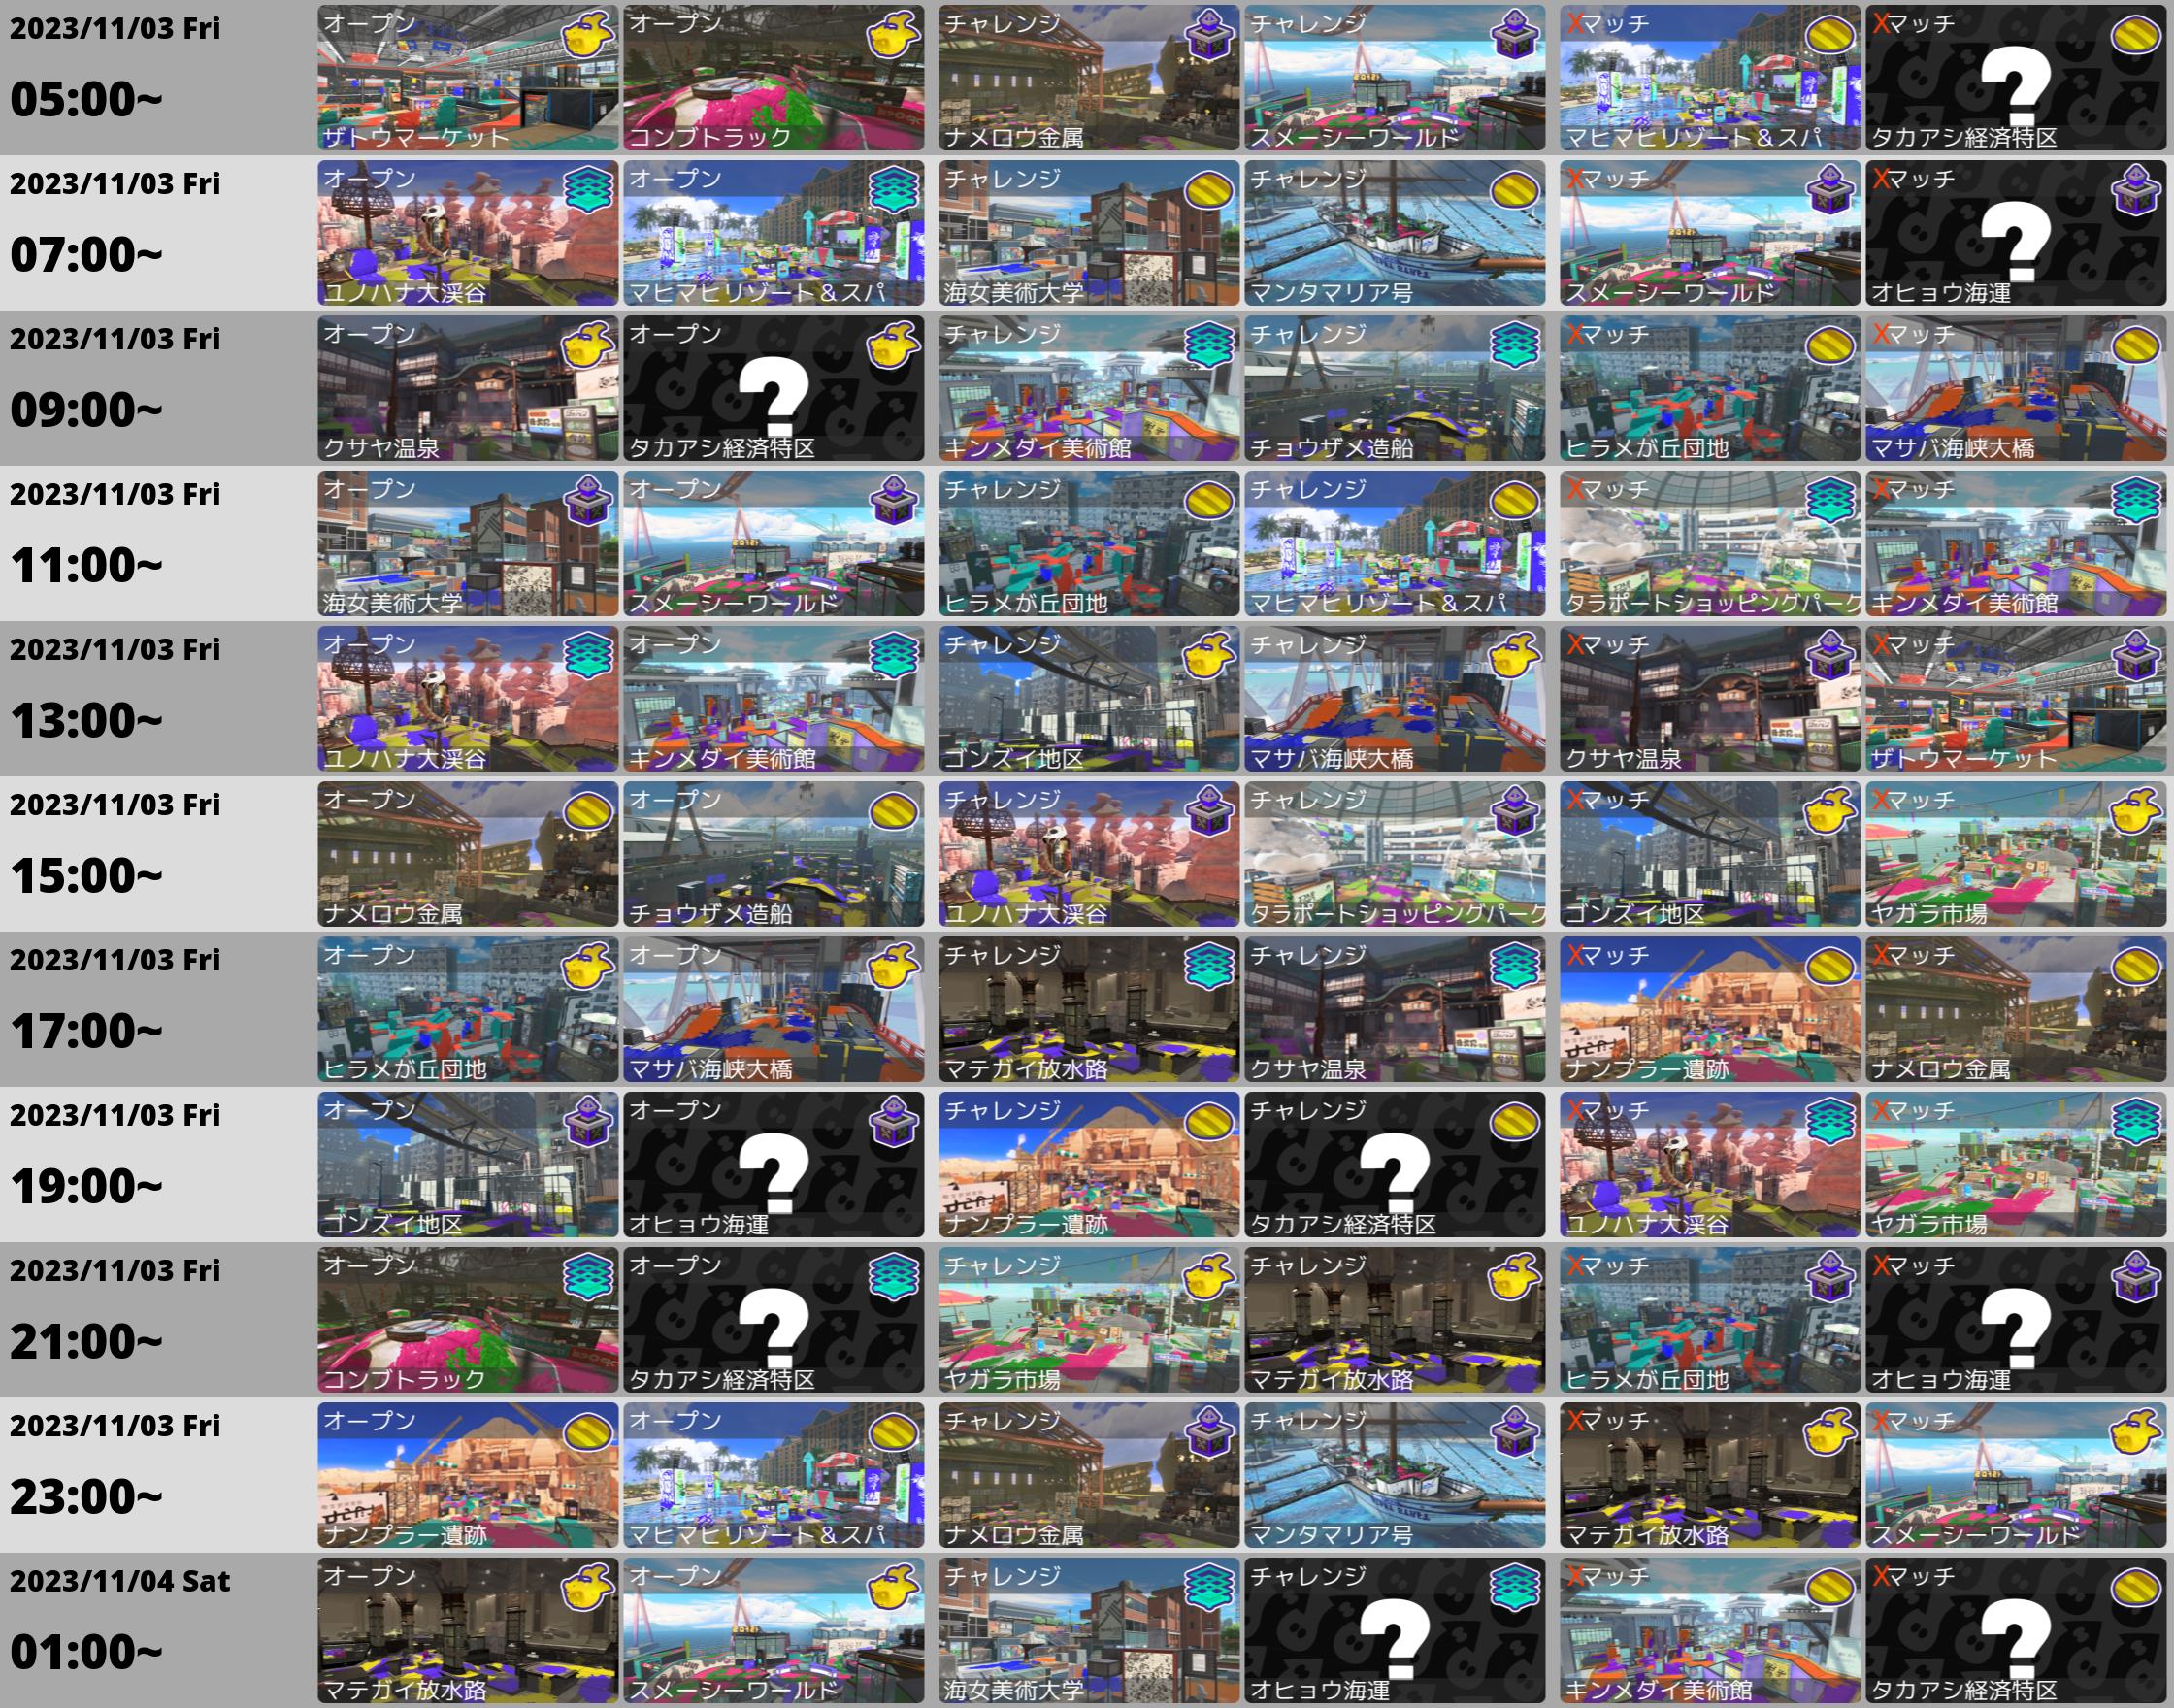 2023/11/03 Fri
05:00~
オープン オープン チャレンジ チャレンジ Xマッチ Xマッチ
ザトウマーケット コンブトラック ナメロウ金属 スメーシーワールド マヒマヒリゾート＆スパ タカアシ経済特区
2023/11/03 Fri
07:00~
オープン オープン チャレンジ チャレンジ Xマッチ Xマッチ
ユノハナ大渓谷 マヒマヒリゾート＆スパ 海女美術大学 マンタマリア号 スメーシーワールド オヒョウ海運
2023/11/03 Fri
09:00~
オープン オープン チャレンジ チャレンジ Xマッチ Xマッチ
クサヤ温泉 タカアシ経済特区 キンメダイ美術館 チョウザメ造船 ヒラメが丘団地 マサバ海峡大橋
2023/11/03 Fri
11:00~
オープン オープン チャレンジ チャレンジ Xマッチ Xマッチ
海女美術大学 スメーシーワールド ヒラメが丘団地 マヒマヒリゾート＆スパ タラポートショッピングパーク キンメダイ美術館
2023/11/03 Fri
13:00~
オープン オープン チャレンジ チャレンジ Xマッチ Xマッチ
ユノハナ大渓谷 キンメダイ美術館 ゴンズイ地区 マサバ海峡大橋 クサヤ温泉 ザトウマーケット
2023/11/03 Fri
15:00~
オープン オープン チャレンジ チャレンジ Xマッチ Xマッチ
ナメロウ金属 チョウザメ造船 ユノハナ大渓谷 タラポートショッピングパーク ゴンズイ地区 ヤガラ市場
2023/11/03 Fri
17:00~
オープン オープン チャレンジ チャレンジ Xマッチ Xマッチ
ヒラメが丘団地 マサバ海峡大橋 マテガイ放水路 クサヤ温泉 ナンプラー遺跡 ナメロウ金属
2023/11/03 Fri
19:00~
オープン オープン チャレンジ チャレンジ Xマッチ Xマッチ
ゴンズイ地区 オヒョウ海運 ナンプラー遺跡 タカアシ経済特区 ユノハナ大渓谷 ヤガラ市場
2023/11/03 Fri
21:00~
オープン オープン チャレンジ チャレンジ Xマッチ Xマッチ
コンブトラック タカアシ経済特区 ヤガラ市場 マテガイ放水路 ヒラメが丘団地 オヒョウ海運
2023/11/03 Fri
23:00~
オープン オープン チャレンジ チャレンジ Xマッチ Xマッチ
ナンプラー遺跡 マヒマヒリゾート＆スパ ナメロウ金属 マンタマリア号 マテガイ放水路 スメーシーワールド
2023/11/04 Sat
01:00~
オープン オープン チャレンジ チャレンジ Xマッチ Xマッチ
マテガイ放水路 スメーシーワールド 海女美術大学 オヒョウ海運 キンメダイ美術館 タカアシ経済特区